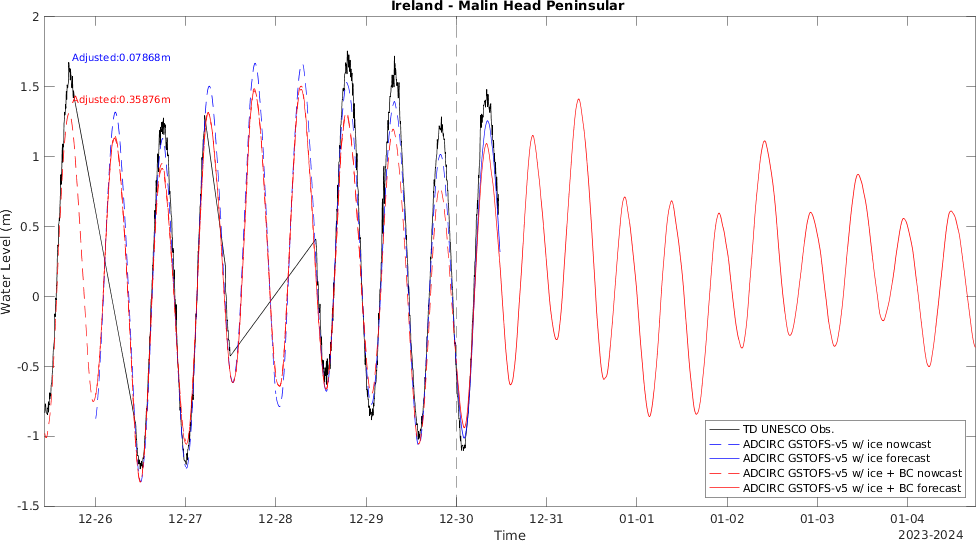 Ireland - Malin Head Peninsular
2
1.5
1
0.5
0
-0.5
-1
-1.5
Water Level (m)
Adjusted:0.07868m
Adjusted:0.35876m
TD UNESCO Obs.
ADCIRC GSTOFS-v5 w/ ice nowcast
ADCIRC GSTOFS-v5 w/ ice forecast
ADCIRC GSTOFS-v5 w/ ice + BC nowcast
ADCIRC GSTOFS-v5 w/ ice + BC forecast
12-26 12-27 12-28 12-29 12-30 12-31 01-01 01-02 01-03 01-04
Time
2023-2024